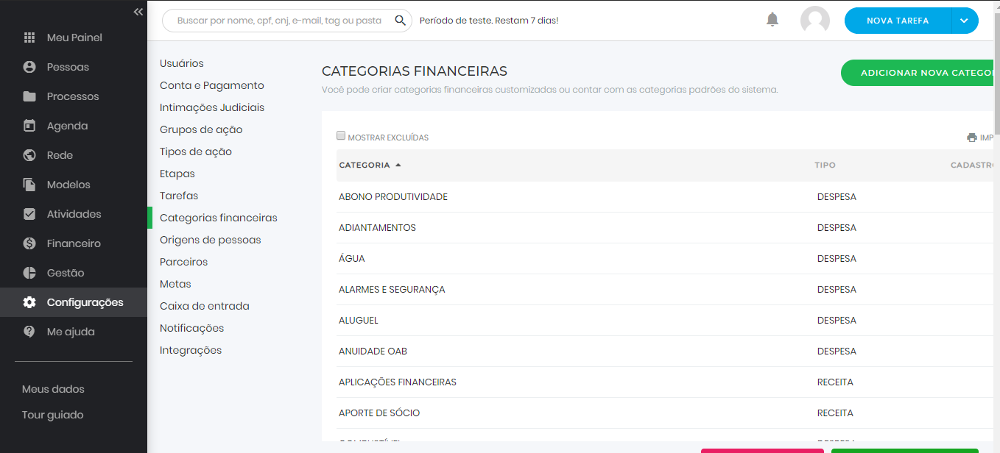 Meu Painel
Pessoas
Processos
Agenda
Rede
Modelos
Atividades
Financeiro
Gestão
Configurações
Me ajuda
Meus dados
Tour guiado
Buscar por nome, cpf, cnj, e-mail, tag ou pasta
Período de teste. Restam 7 dias!
NOVA TAREFA
Usuários
Conta e Pagamento
Intimações Judiciais
Grupos de ação
Tipos de ação
Etapas
Tarefas
Categorias financeiras
Origens de pessoas
Parceiros
Metas
Caixa de entrada
Notificações
Integrações
CATEGORIAS FINANCEIRAS
ADICIONAR NOVA CATEGO
Você pode criar categorias financeiras customizadas ou contar com as categorias padrões do sistema.
MOSTRAR EXCLUÍDAS
IMP
CATEGORIA TIPO CADASTR
ABONO PRODUTIVIDADE DESPESA
ADIANTAMENTOS DESPESA
ÁGUA DESPESA
ALARMES E SEGURANÇA DESPESA
ALUGUEL DESPESA
ANUIDADE OAB DESPESA
APLICAÇÕES FINANCEIRAS RECEITA
APORTE DE SÓCIO RECEITA